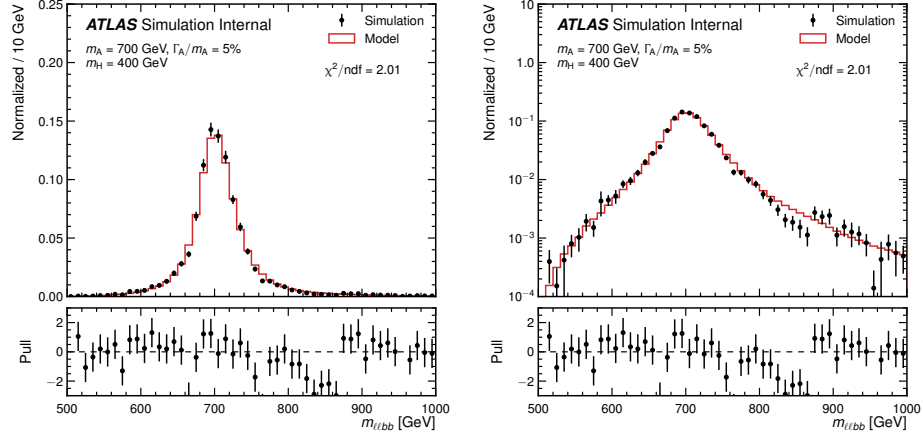 ATLAS Simulation Internal
m_A = 700 GeV, Γ_A/m_A = 5%
m_H = 400 GeV
Simulation
Model
χ²/ndf = 2.01
Normalized / 10 GeV
0.30
0.25
0.20
0.15
0.10
0.05
0.00
Pull
2
0
−2
500 600 700 800 900 1000
m_ℓℓbb [GeV]
ATLAS Simulation Internal
m_A = 700 GeV, Γ_A/m_A = 5%
m_H = 400 GeV
Simulation
Model
χ²/ndf = 2.01
Normalized / 10 GeV
1.0
10⁻¹
10⁻²
10⁻³
10⁻⁴
Pull
2
0
−2
500 600 700 800 900 1000
m_ℓℓbb [GeV]